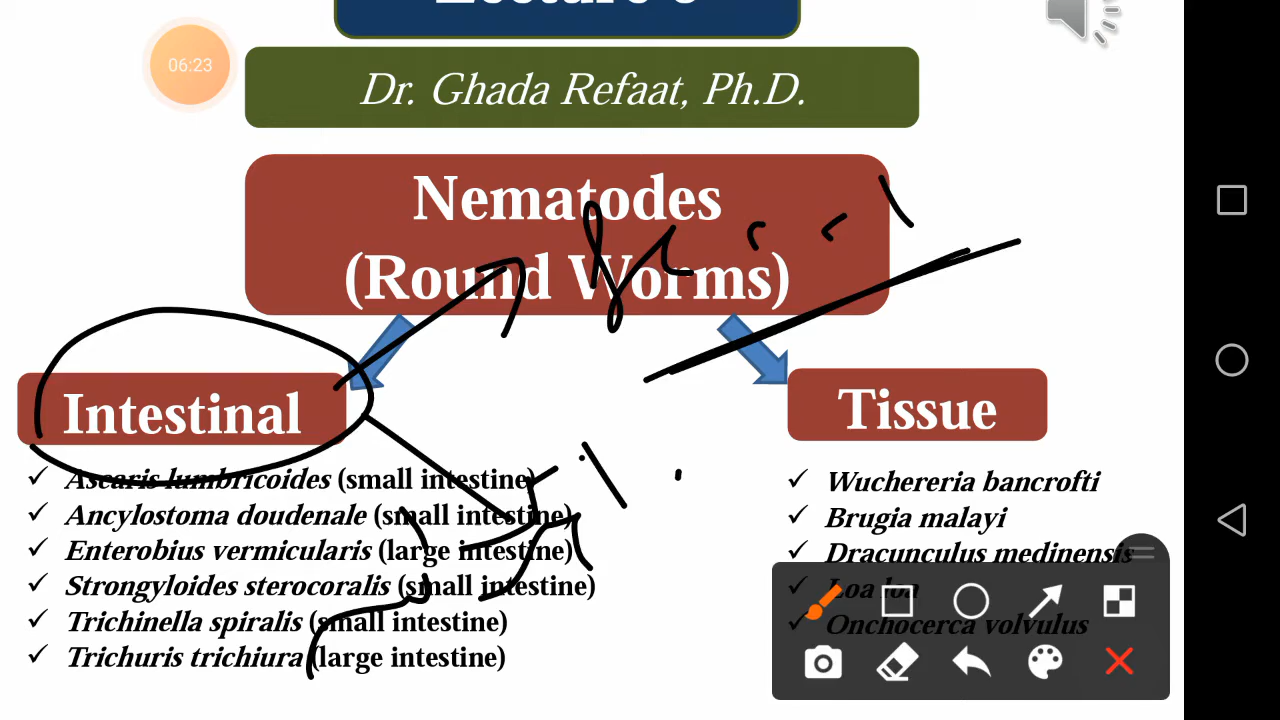 Lecture
06:23
Dr. Ghada Refaat, Ph.D.
Nematodes
(Round Worms)
Intestinal
✓ Ascaris lumbricoides (small intestine)
✓ Ancylostoma doudenale (small intestine)
✓ Enterobius vermicularis (large intestine)
✓ Strongyloides sterocoralis (small intestine)
✓ Trichinella spiralis (small intestine)
✓ Trichuris trichiura (large intestine)
Tissue
✓ Wuchereria bancrofti
✓ Brugia malayi
✓ Dracunculus medinensis
✓ Loa loa
✓ Onchocerca volvulus